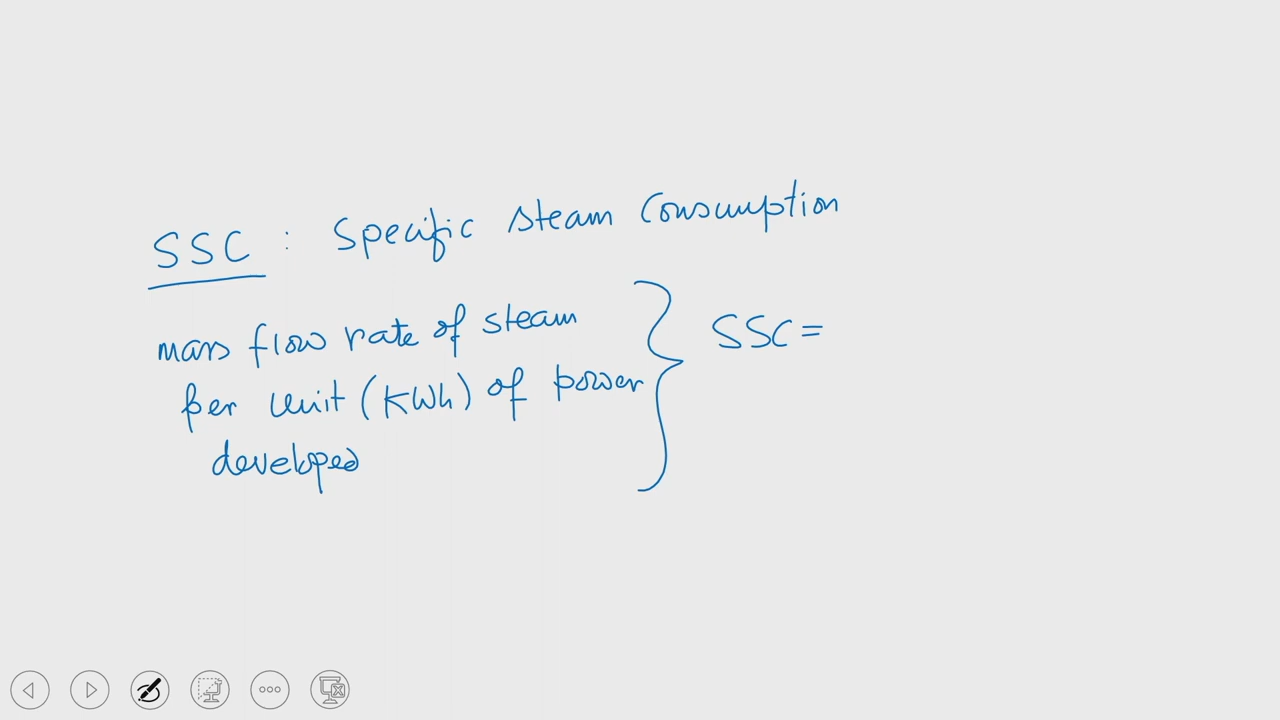 SSC : Specific steam Consumption
mass flow rate of steam
per unit (KWh) of power
developed
SSC =